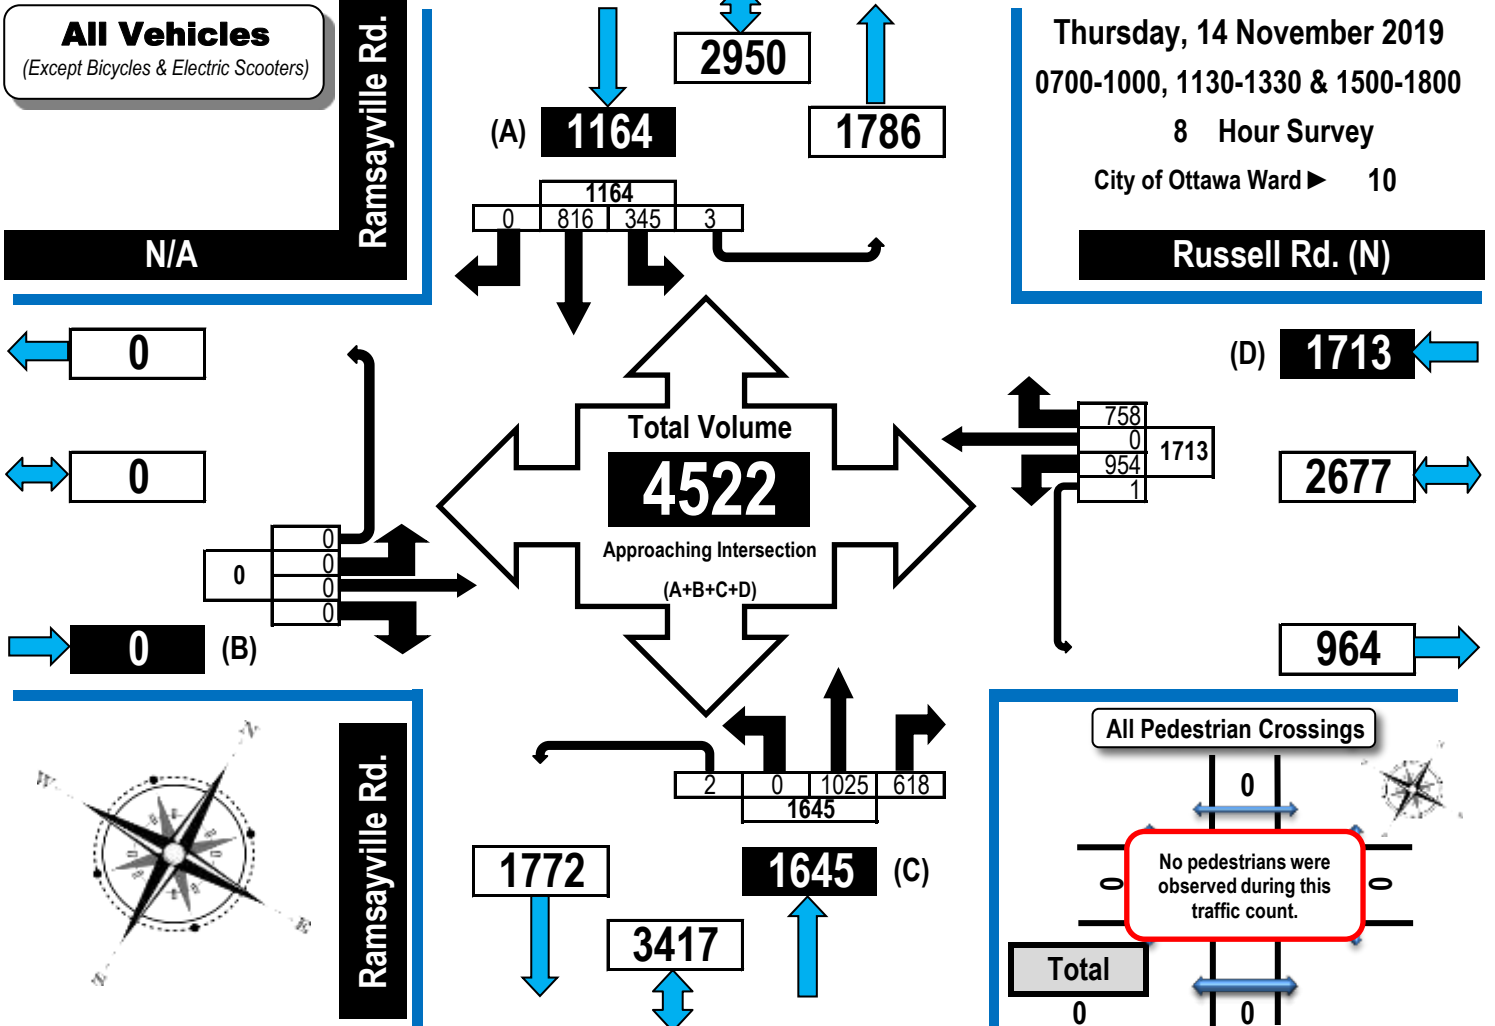 All Vehicles
(Except Bicycles & Electric Scooters)
Ramsayville Rd.
N/A
2950
(A) 1164
1786
1164
0 816 345 3
Thursday, 14 November 2019
0700-1000, 1130-1330 & 1500-1800
8 Hour Survey
City of Ottawa Ward ► 10
Russell Rd. (N)
0
0
0
0
0
0
0
0 (B)
Total Volume
4522
Approaching Intersection
(A+B+C+D)
(D) 1713
758
0
954
1
1713
2677
964
N
W
E
S
Ramsayville Rd.
2 0 1025 618
1645
1772
1645 (C)
3417
All Pedestrian Crossings
0
0
No pedestrians were
observed during this
traffic count.
0
Total
0
0